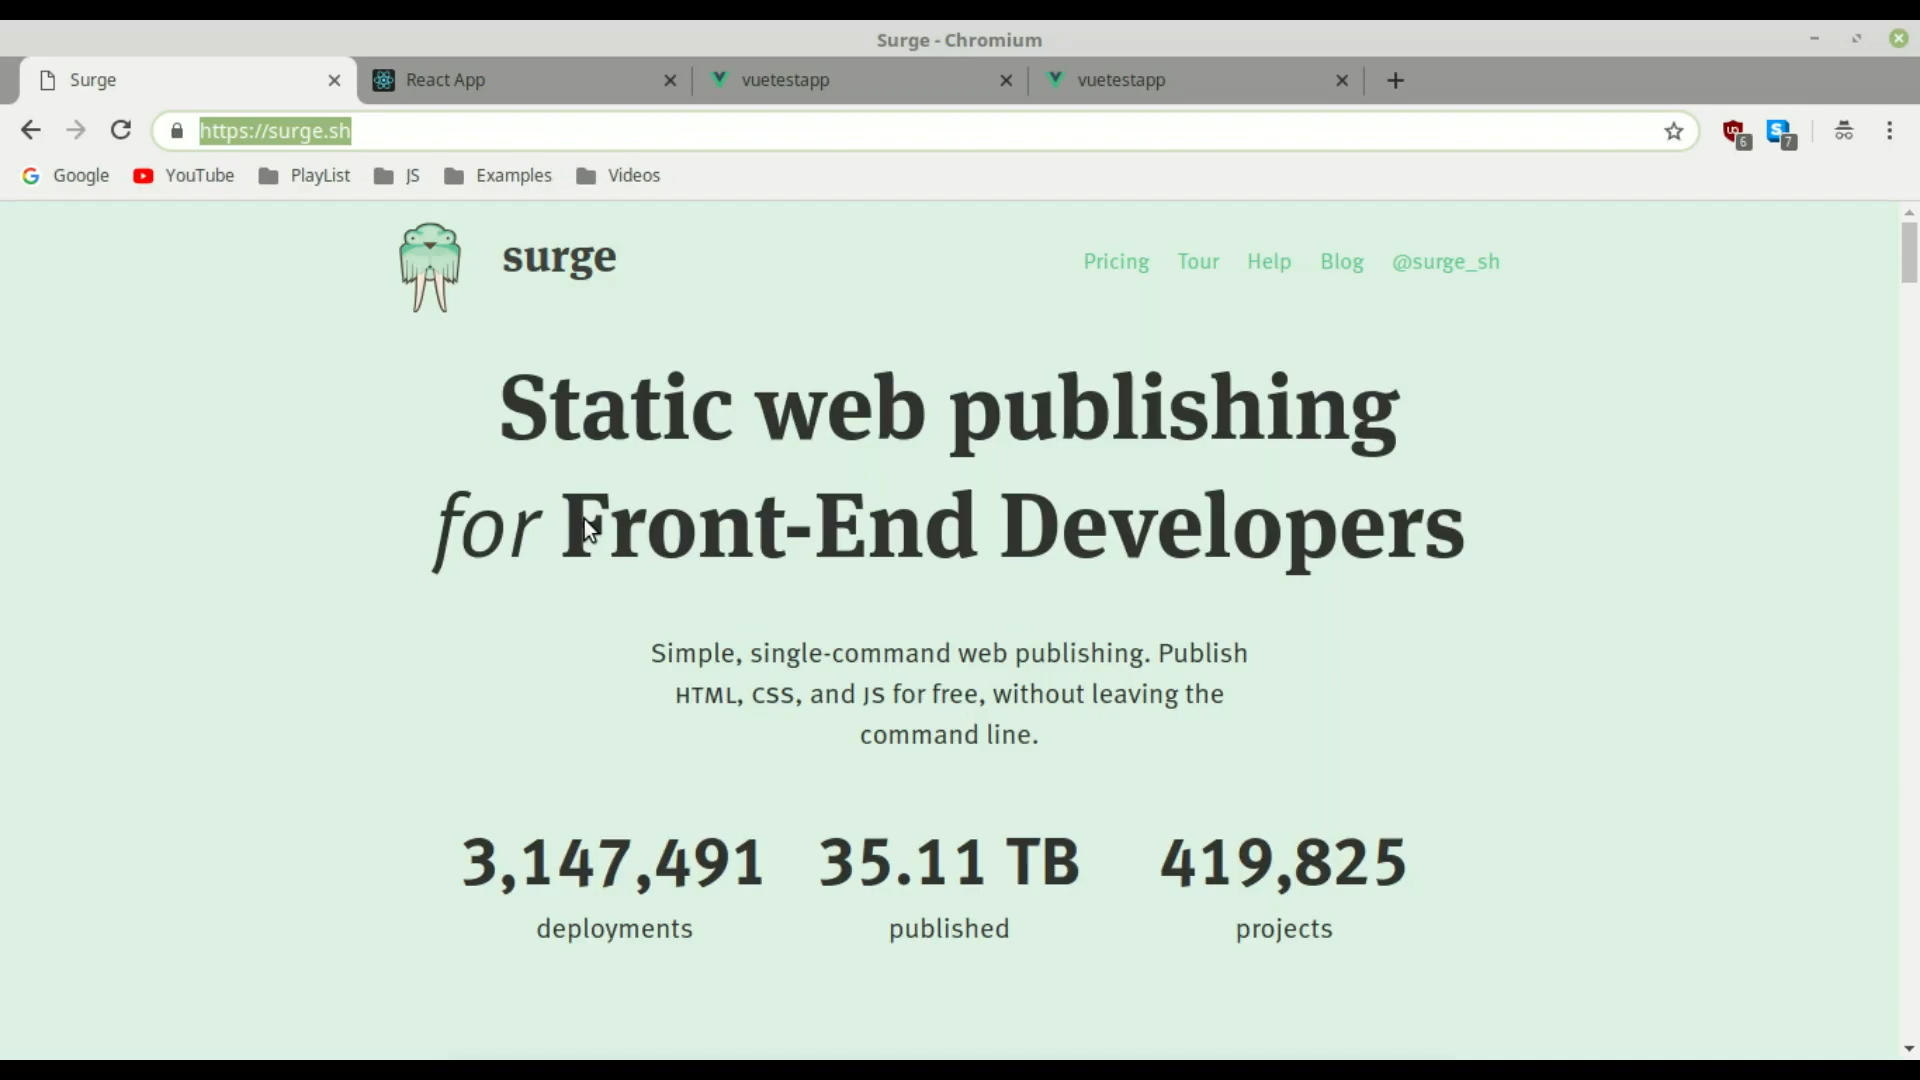 Surge - Chromium
Surge
React App
vuetestapp
vuetestapp
https://surge.sh
6
S
7
Google
YouTube
PlayList
JS
Examples
Videos
surge
Pricing
Tour
Help
Blog
@surge_sh
Static web publishing
for Front-End Developers
Simple, single-command web publishing. Publish
HTML, CSS, and JS for free, without leaving the
command line.
3,147,491
35.11 TB
419,825
deployments
published
projects